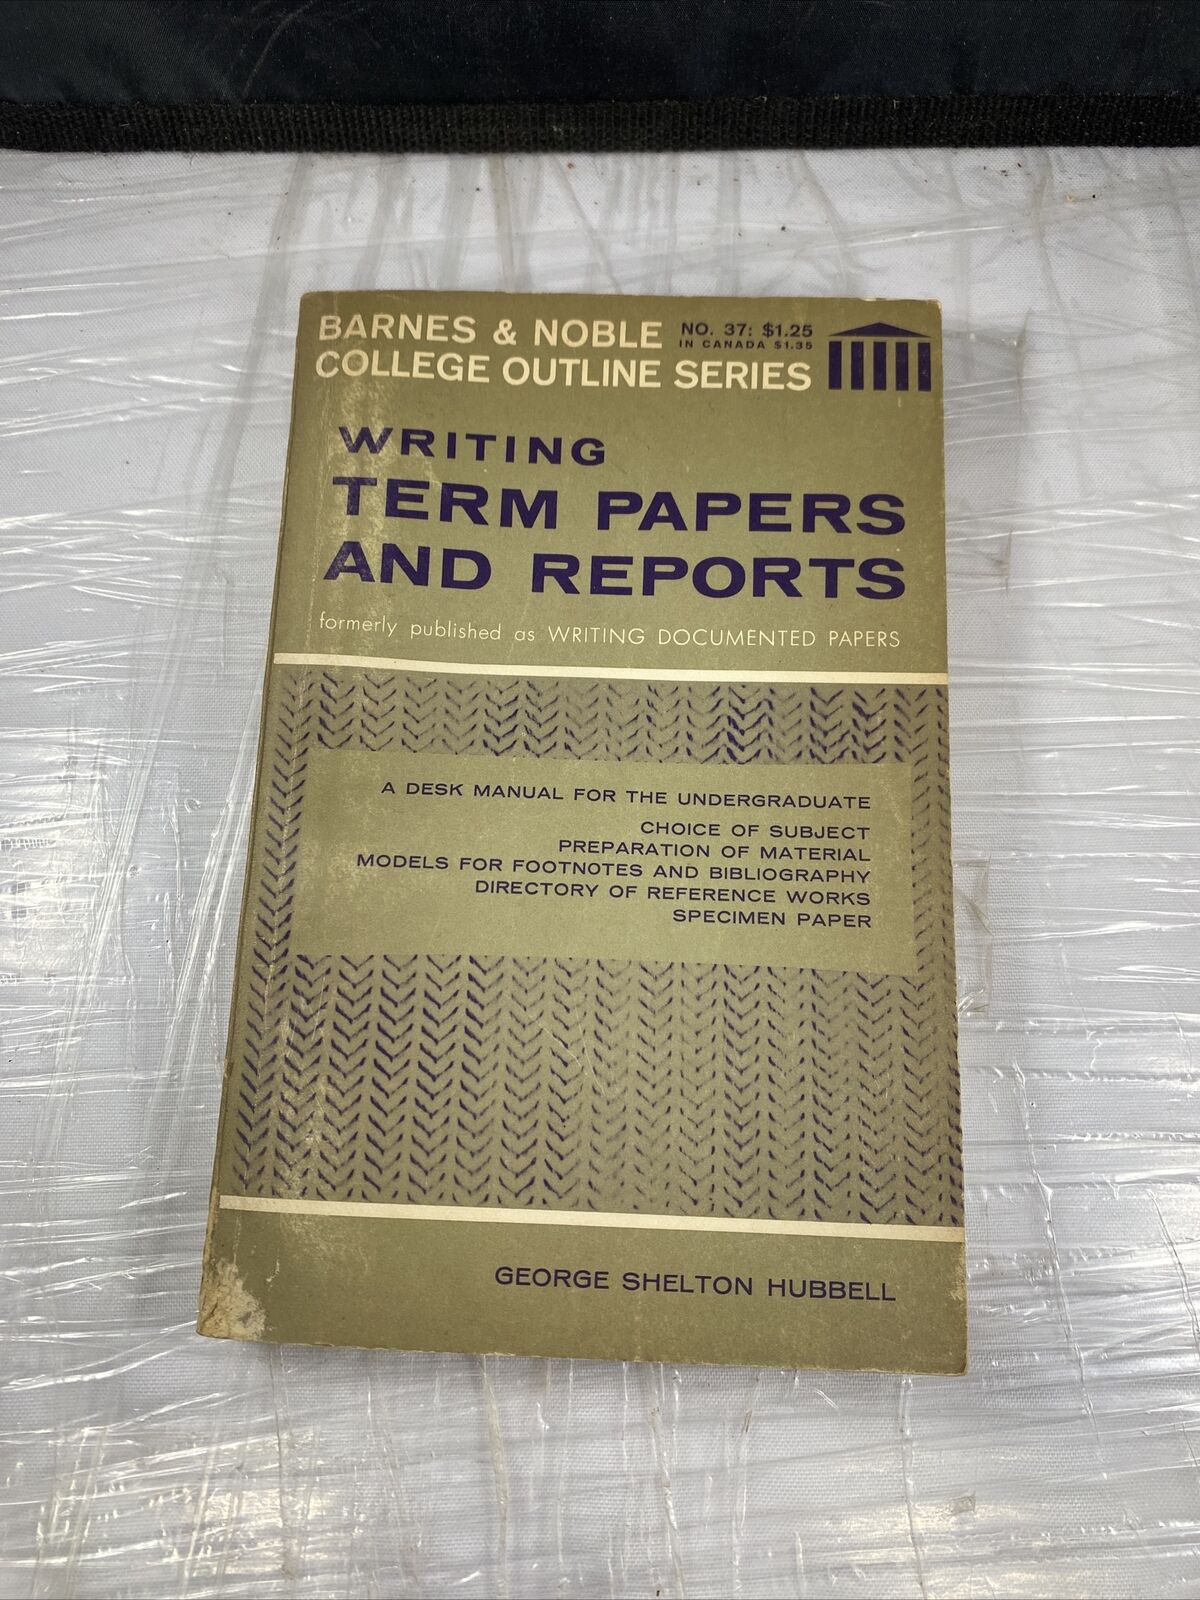 BARNES & NOBLE NO. 37: $1.25
IN CANADA $1.35
COLLEGE OUTLINE SERIES
WRITING
TERM PAPERS
AND REPORTS
formerly published as WRITING DOCUMENTED PAPERS
A DESK MANUAL FOR THE UNDERGRADUATE
CHOICE OF SUBJECT
PREPARATION OF MATERIAL
MODELS FOR FOOTNOTES AND BIBLIOGRAPHY
DIRECTORY OF REFERENCE WORKS
SPECIMEN PAPER
GEORGE SHELTON HUBBELL